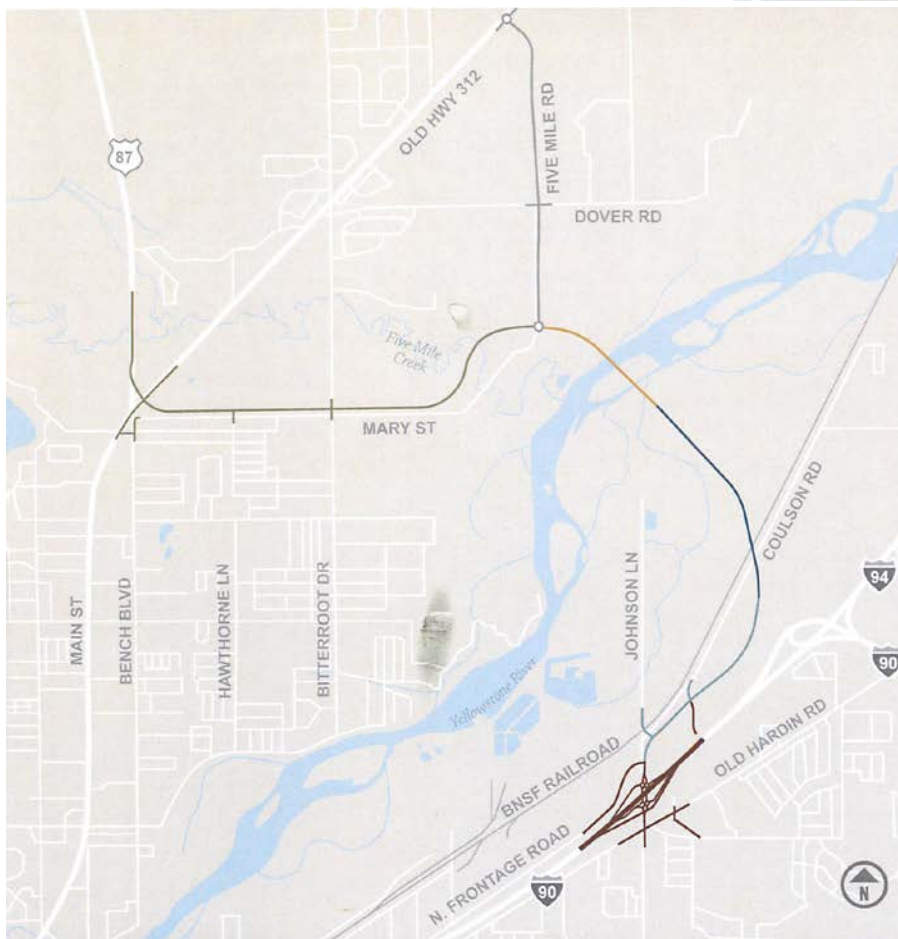 OLD HWY 312
FIVE MILE RD
87
DOVER RD
Five Mile
Creek
MARY ST
COULSON RD
94
MAIN ST
BENCH BLVD
HAWTHORNE LN
BITTERROOT DR
JOHNSON LN
90
Yellowstone River
OLD HARDIN RD
BNSF RAILROAD
N. FRONTAGE ROAD
90
N